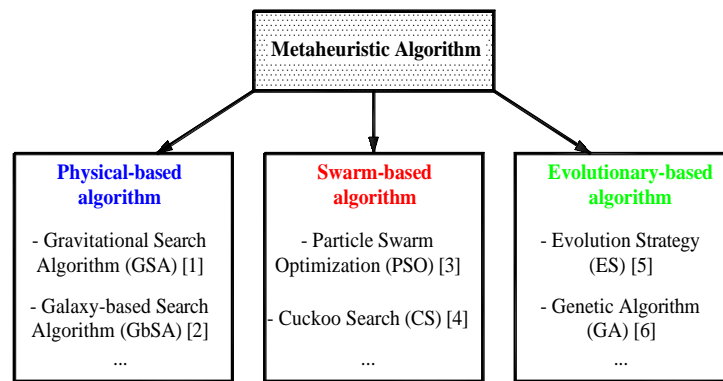 Metaheuristic Algorithm
Physical-based
algorithm
- Gravitational Search
Algorithm (GSA) [1]
- Galaxy-based Search
Algorithm (GbSA) [2]
...
Swarm-based
algorithm
- Particle Swarm
Optimization (PSO) [3]
- Cuckoo Search (CS) [4]
...
Evolutionary-based
algorithm
- Evolution Strategy
(ES) [5]
- Genetic Algorithm
(GA) [6]
...